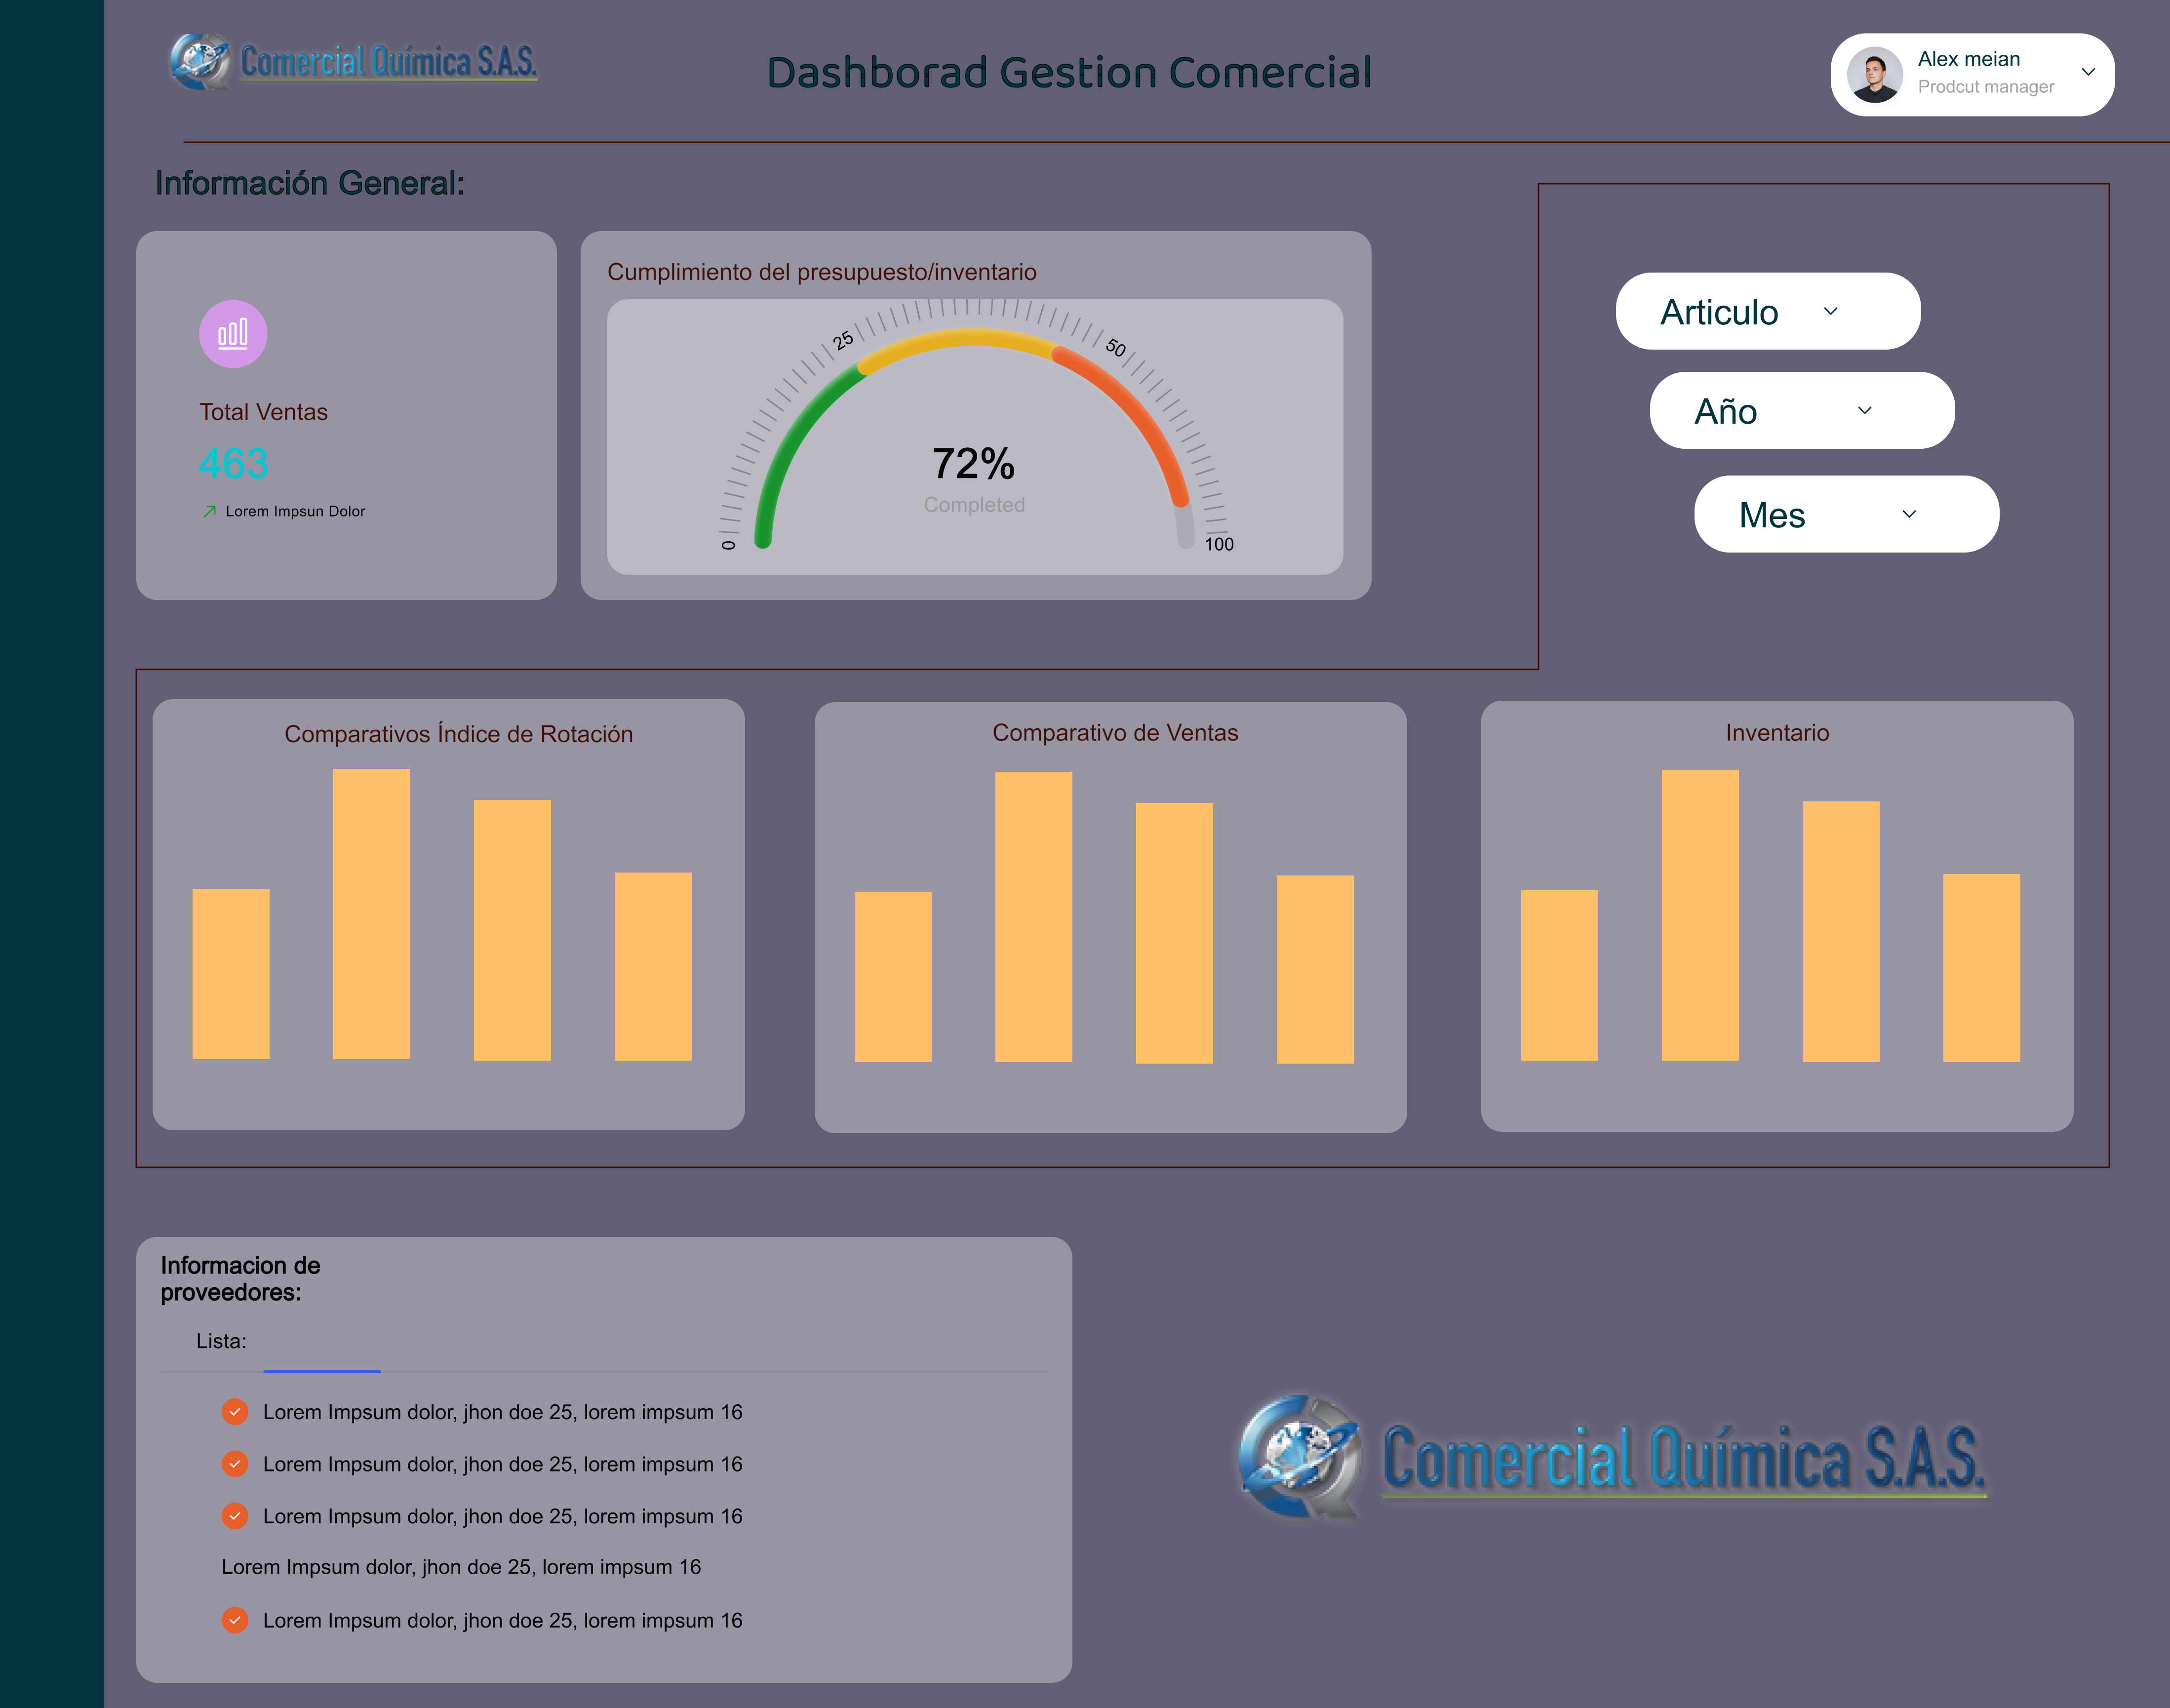 Comercial Química S.A.S.
Dashborad Gestion Comercial
Alex meian
Prodcut manager
Información General:
Total Ventas
463
Lorem Impsun Dolor
Cumplimiento del presupuesto/inventario
0
25
50
100
72%
Completed
Articulo
Año
Mes
Comparativos Índice de Rotación
Comparativo de Ventas
Inventario
Informacion de
proveedores:
Lista:
Lorem Impsum dolor, jhon doe 25, lorem impsum 16
Lorem Impsum dolor, jhon doe 25, lorem impsum 16
Lorem Impsum dolor, jhon doe 25, lorem impsum 16
Lorem Impsum dolor, jhon doe 25, lorem impsum 16
Lorem Impsum dolor, jhon doe 25, lorem impsum 16
Comercial Química S.A.S.